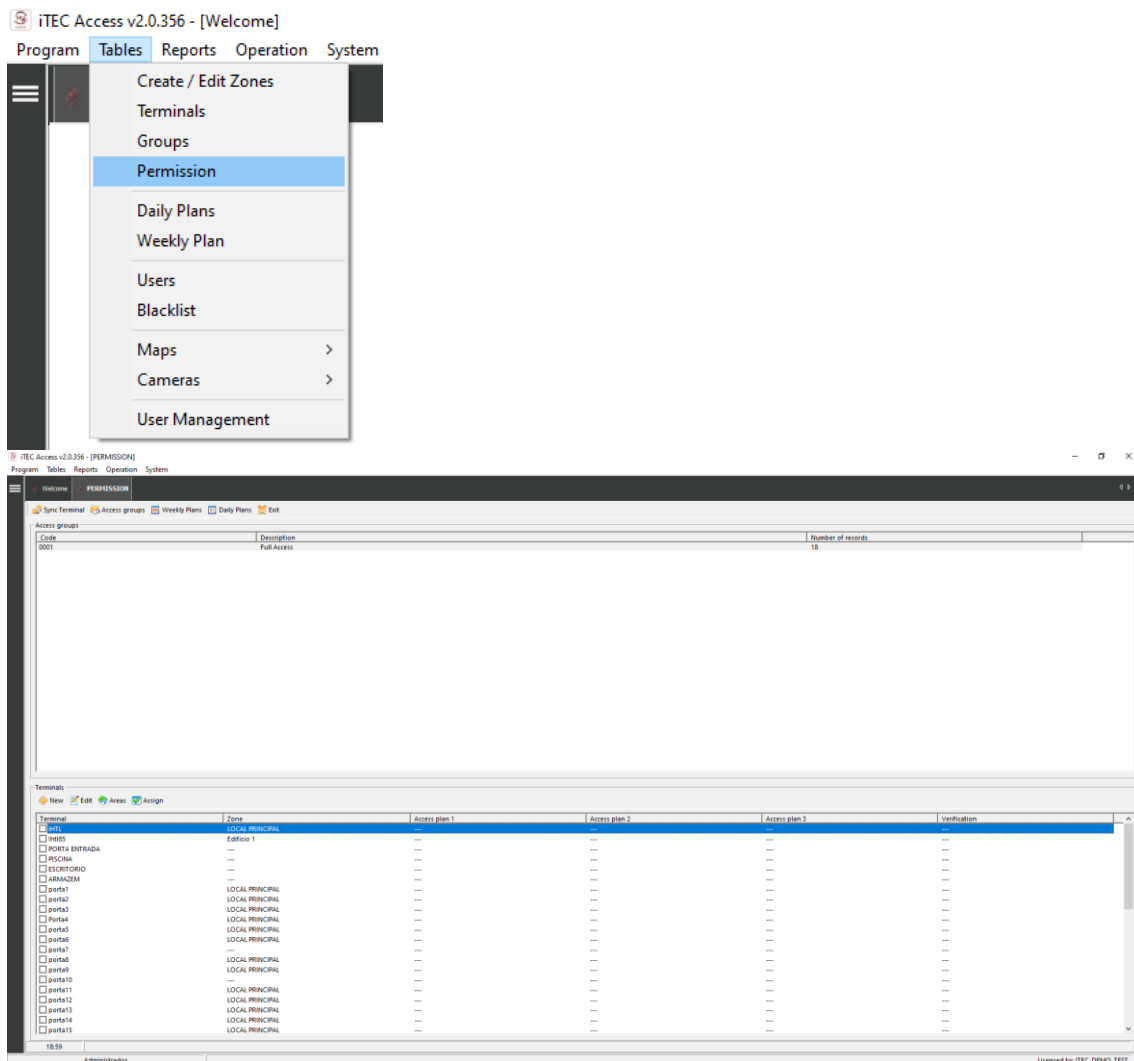 iTEC Access v2.0.356 - [Welcome]
Program Tables Reports Operation System
Create / Edit Zones
Terminals
Groups
Permission
Daily Plans
Weekly Plan
Users
Blacklist
Maps
Cameras
User Management
iTEC Access v2.0.356 - [PERMISSION]
Program Tables Reports Operation System
Welcome PERMISSION
Sync Terminal Access groups Weekly Plans Daily Plans Exit
Access groups
Code Description Number of records
0001 Full Access 18
Terminals
New Edit Areas Assign
Terminal Zone Access plan 1 Access plan 2 Access plan 3 Verification
iHTL LOCAL PRINCIPAL --- --- --- ---
Ihtl85 Edificio 1 --- --- --- ---
PORTA ENTRADA --- --- --- --- ---
PISCINA --- --- --- --- ---
ESCRITORIO --- --- --- --- ---
ARMAZEM --- --- --- --- ---
porta1 LOCAL PRINCIPAL --- --- --- ---
porta2 LOCAL PRINCIPAL --- --- --- ---
porta3 LOCAL PRINCIPAL --- --- --- ---
Porta4 LOCAL PRINCIPAL --- --- --- ---
porta5 LOCAL PRINCIPAL --- --- --- ---
porta6 LOCAL PRINCIPAL --- --- --- ---
porta7 --- --- --- --- ---
porta8 LOCAL PRINCIPAL --- --- --- ---
porta9 LOCAL PRINCIPAL --- --- --- ---
porta10 --- --- --- --- ---
porta11 LOCAL PRINCIPAL --- --- --- ---
porta12 LOCAL PRINCIPAL --- --- --- ---
porta13 LOCAL PRINCIPAL --- --- --- ---
porta14 LOCAL PRINCIPAL --- --- --- ---
porta15 LOCAL PRINCIPAL --- --- --- ---
18:59
Administrador Licensed to: ITEC_DEMO_TEST